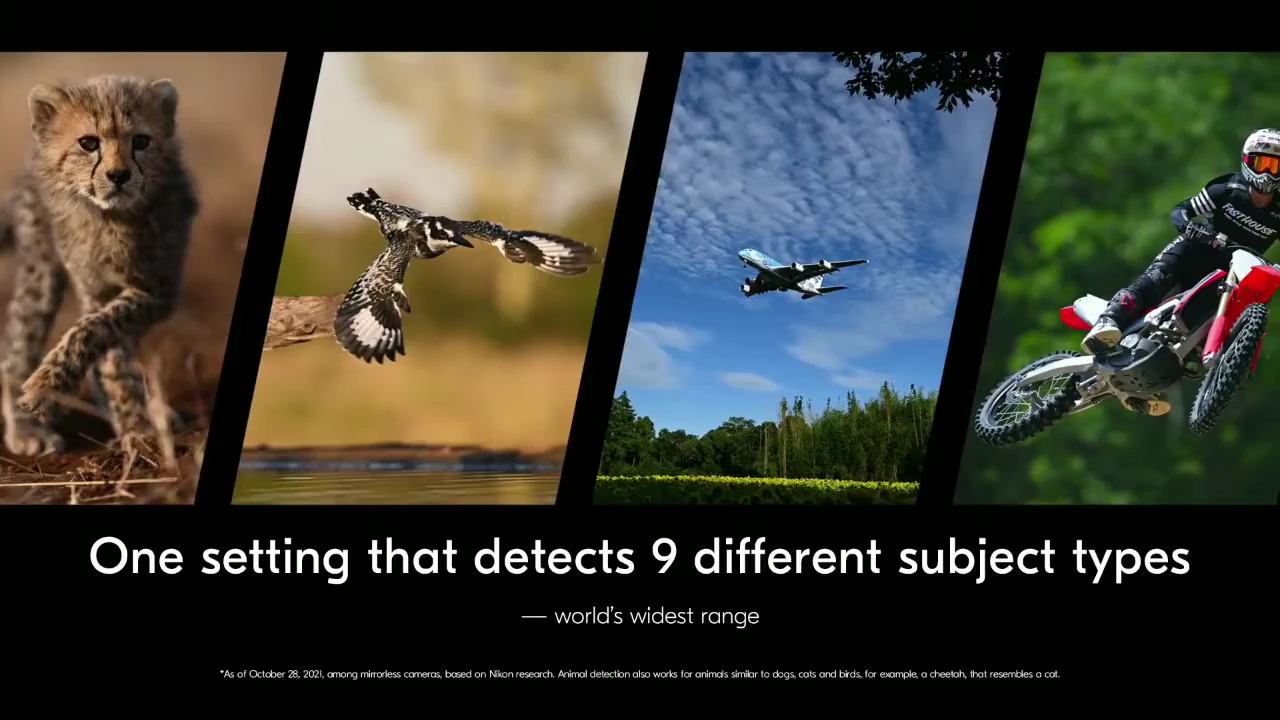 FASTHOUSE
One setting that detects 9 different subject types
— world's widest range
*As of October 28, 2021, among mirrorless cameras, based on Nikon research. Animal detection also works for animals similar to dogs, cats and birds, for example, a cheetah, that resembles a cat.